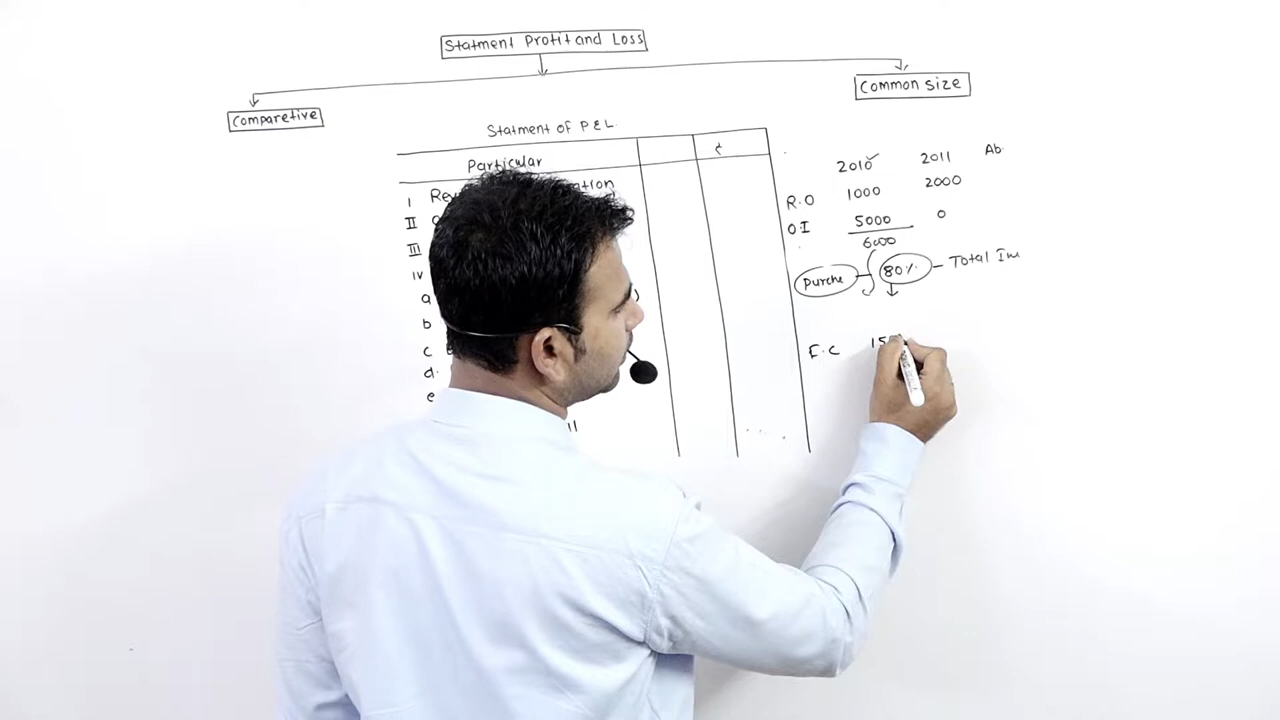 Statment Profit and Loss
Comparetive
Common size
Statment of P & L.
Particular ₹
I
II
III
IV
a
b
c
d.
e
2010 ✓ 2011 Ab.
R.O 1000 2000
O.I 5000 0
6000
purche 80% - Total